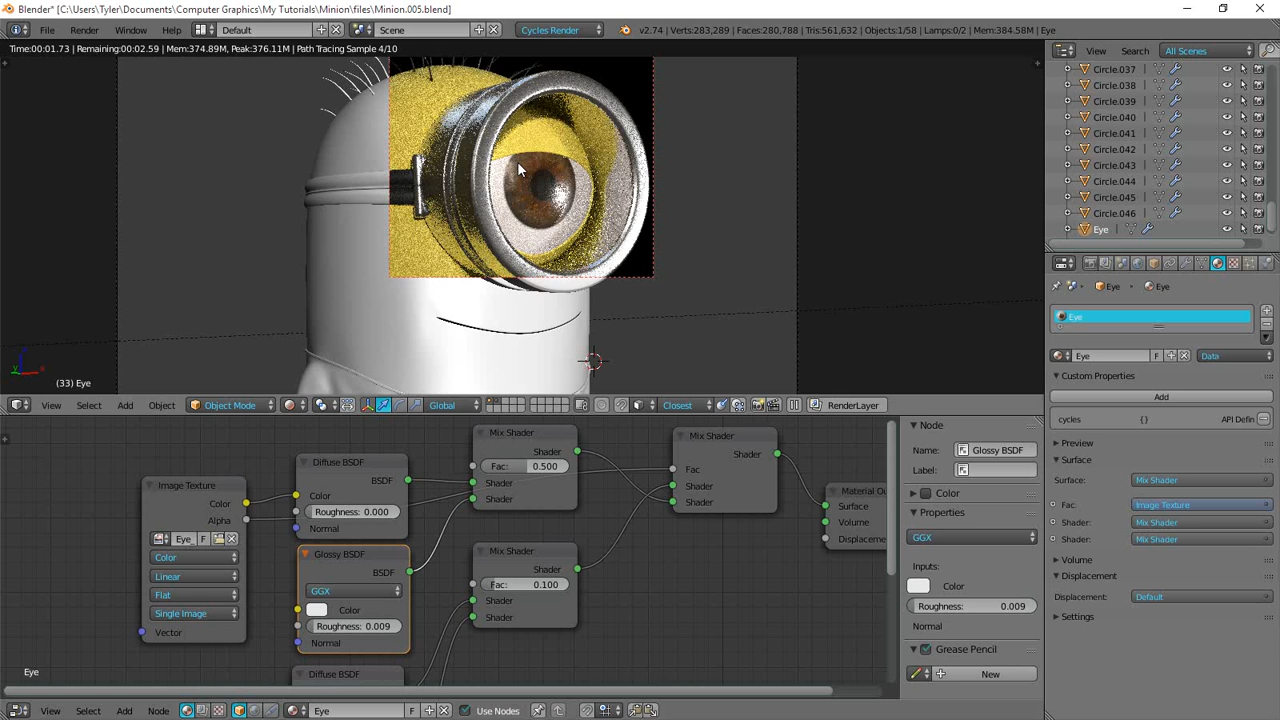 Blender* [C:\Users\Tyler\Documents\Computer Graphics\My Tutorials\Minion\files\Minion.005.blend]
File Render Window Help Default Scene Cycles Render v2.74 | Verts:283,289 | Faces:280,788 | Tris:561,632 | Objects:1/58 | Lamps:0/2 | Mem:384.58M | Eye
Time:00:01.73 | Remaining:00:02.59 | Mem:374.89M, Peak:376.11M | Path Tracing Sample 4/10
View Search All Scenes
Circle.037
Circle.038
Circle.039
Circle.040
Circle.041
Circle.042
Circle.043
Circle.044
Circle.045
Circle.046
Eye
(33) Eye
View Select Add Object Object Mode Global Closest RenderLayer
Eye Eye
Eye
Eye F Data
Custom Properties
Add
cycles {} API Defin
Preview
Surface
Surface: Mix Shader
Fac: Image Texture
Shader: Mix Shader
Shader: Mix Shader
Volume
Displacement
Displacement: Default
Settings
Image Texture
Color
Alpha
Eye_ F
Color
Linear
Flat
Single Image
Vector
Diffuse BSDF
BSDF
Color
Roughness: 0.000
Normal
Glossy BSDF
BSDF
GGX
Color
Roughness: 0.009
Normal
Diffuse BSDF
Mix Shader
Shader
Fac: 0.500
Shader
Shader
Mix Shader
Shader
Fac: 0.100
Shader
Shader
Mix Shader
Shader
Fac
Shader
Shader
Material Ou
Surface
Volume
Displaceme
Node
Name: Glossy BSDF
Label:
Color
Properties
GGX
Inputs:
Color
Roughness: 0.009
Normal
Grease Pencil
New
Eye
View Select Add Node Eye F Use Nodes